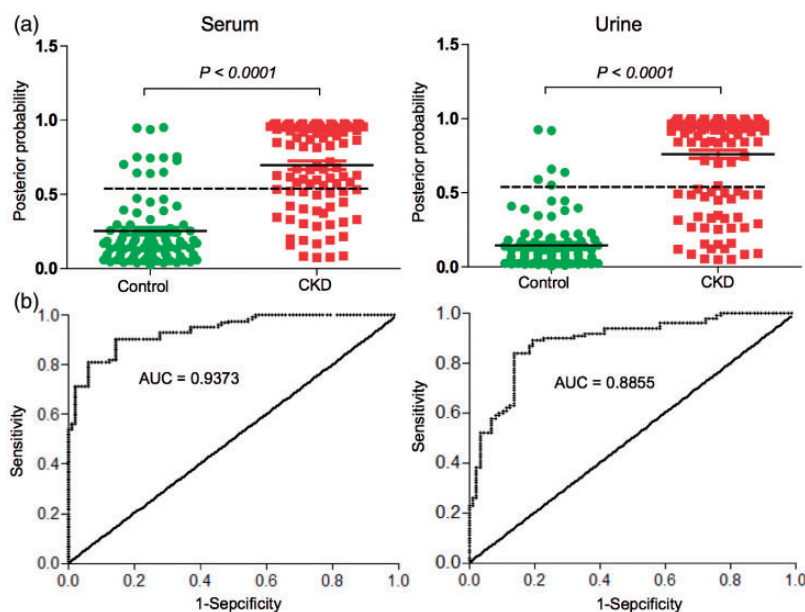 (a)
Serum
Urine
1.5
P < 0.0001
1.0
0.5
0.0
Posterior probability
Control
CKD
1.5
P < 0.0001
1.0
0.5
0.0
Posterior probability
Control
CKD
(b)
1.0
0.8
0.6
0.4
0.2
0.0
Sensitivity
AUC = 0.9373
0.0 0.2 0.4 0.6 0.8 1.0
1-Sepcificity
1.0
0.8
0.6
0.4
0.2
0.0
Sensitivity
AUC = 0.8855
0.0 0.2 0.4 0.6 0.8 1.0
1-Sepcificity